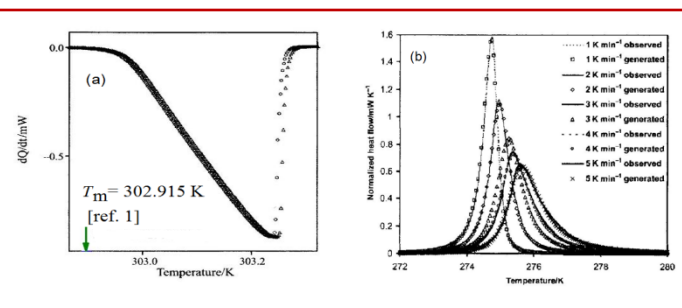 (a)
0.0
−0.5
dQ/dt/mW
Tm= 302.915 K
[ref. 1]
303.0
303.2
Temperature/K
(b)
1.6
1.4
1.2
1
0.8
0.6
0.4
0.2
0
Normalized heat flow/mW K⁻¹
1 K min⁻¹ observed
1 K min⁻¹ generated
2 K min⁻¹ observed
2 K min⁻¹ generated
3 K min⁻¹ observed
3 K min⁻¹ generated
4 K min⁻¹ observed
4 K min⁻¹ generated
5 K min⁻¹ observed
5 K min⁻¹ generated
272
274
276
278
280
Temperature/K